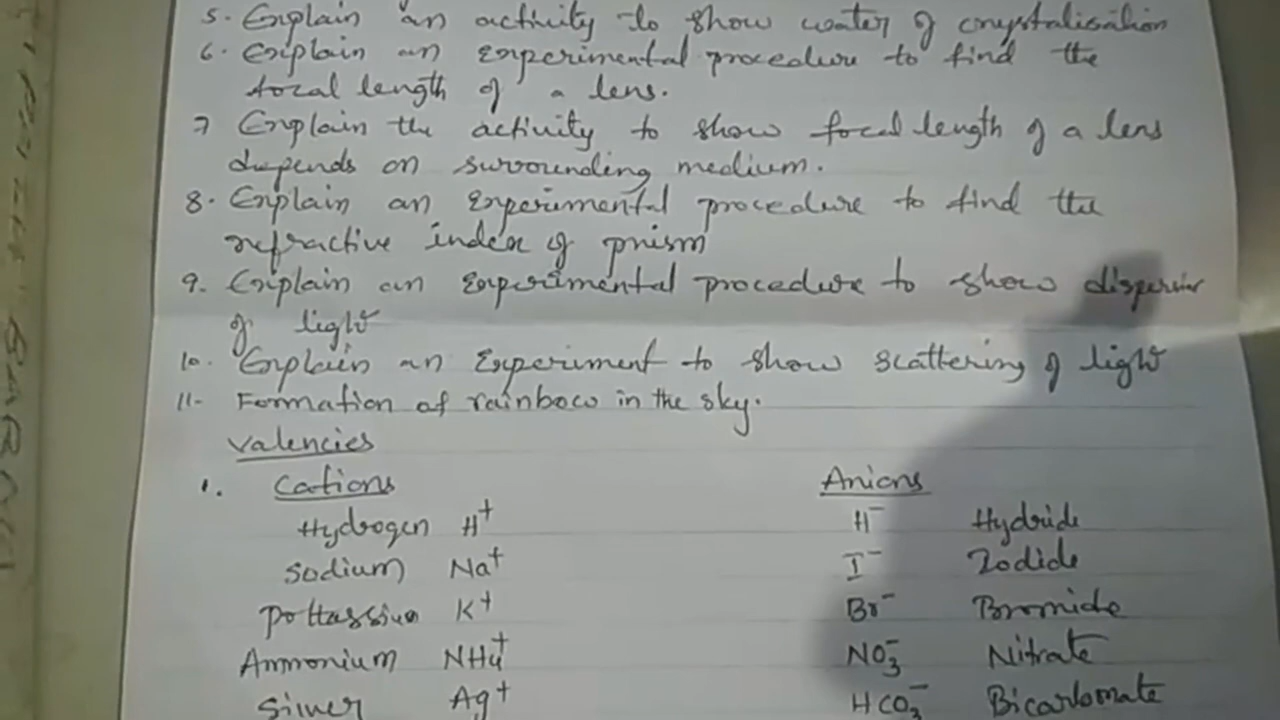 5. Explain an activity to show water of crystalisation
6. Explain an experimental procedure to find the
focal length of a lens.
7 Explain the activity to show focal length of a lens
depends on surrounding medium.
8. Explain an Experimental procedure to find the
refractive index of prism
9. Explain an experimental procedure to show dispersion
of light
10. Explain an Experiment to show scattering of light
11- Formation of rainbow in the sky.
Valencies
1. Cations Anions
Hydrogen H⁺ H⁻ Hydride
Sodium Na⁺ I⁻ Iodide
pottassium K⁺ Br⁻ Bromide
Ammonium NH₄⁺ NO₃⁻ Nitrate
Silver Ag⁺ HCO₃⁻ Bicarbonate